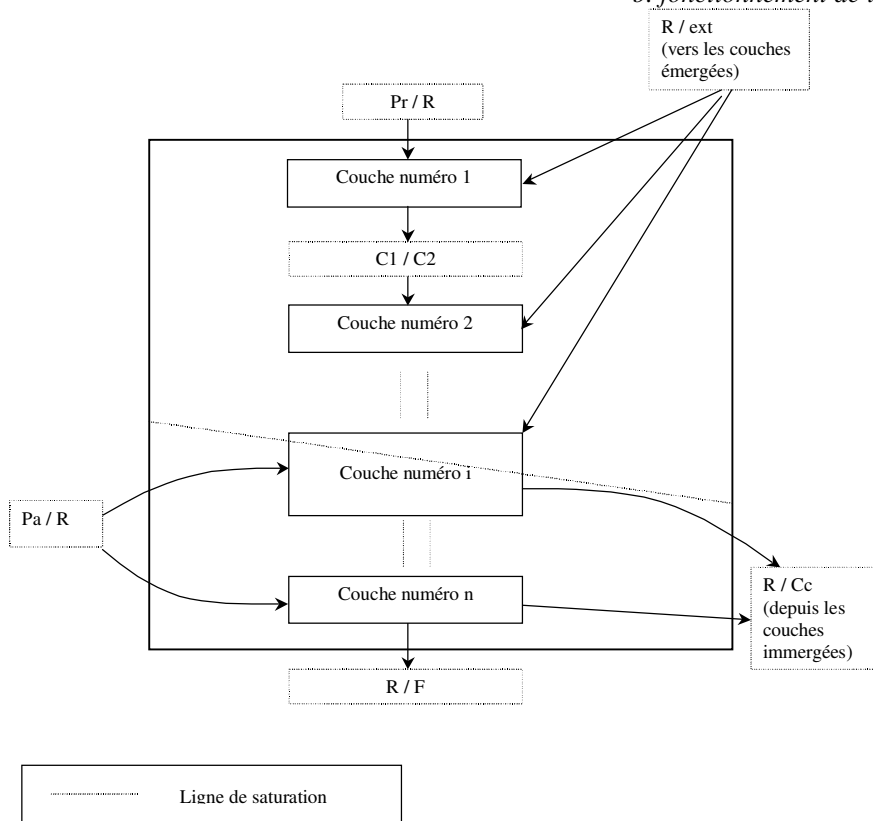 R / ext
(vers les couches
émergées)
Pr / R
Couche numéro 1
C1 / C2
Couche numéro 2
Couche numéro i
Pa / R
Couche numéro n
R / Cc
(depuis les
couches
immergées)
R / F
Ligne de saturation